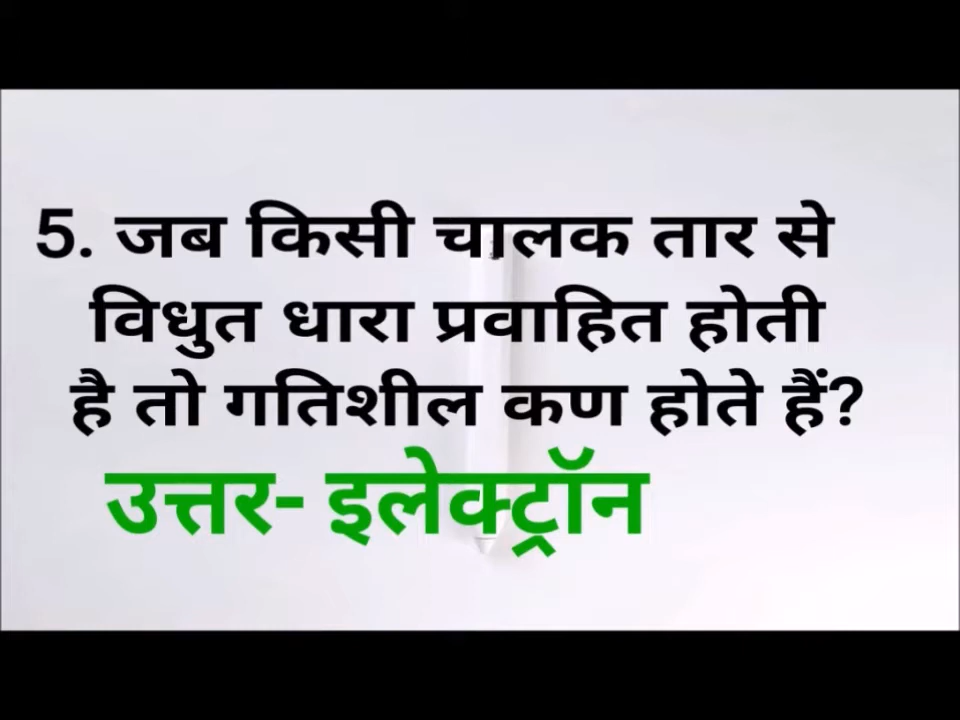 5. जब किसी चालक तार से
विधुत धारा प्रवाहित होती
है तो गतिशील कण होते हैं?
उत्तर- इलेक्ट्रॉन